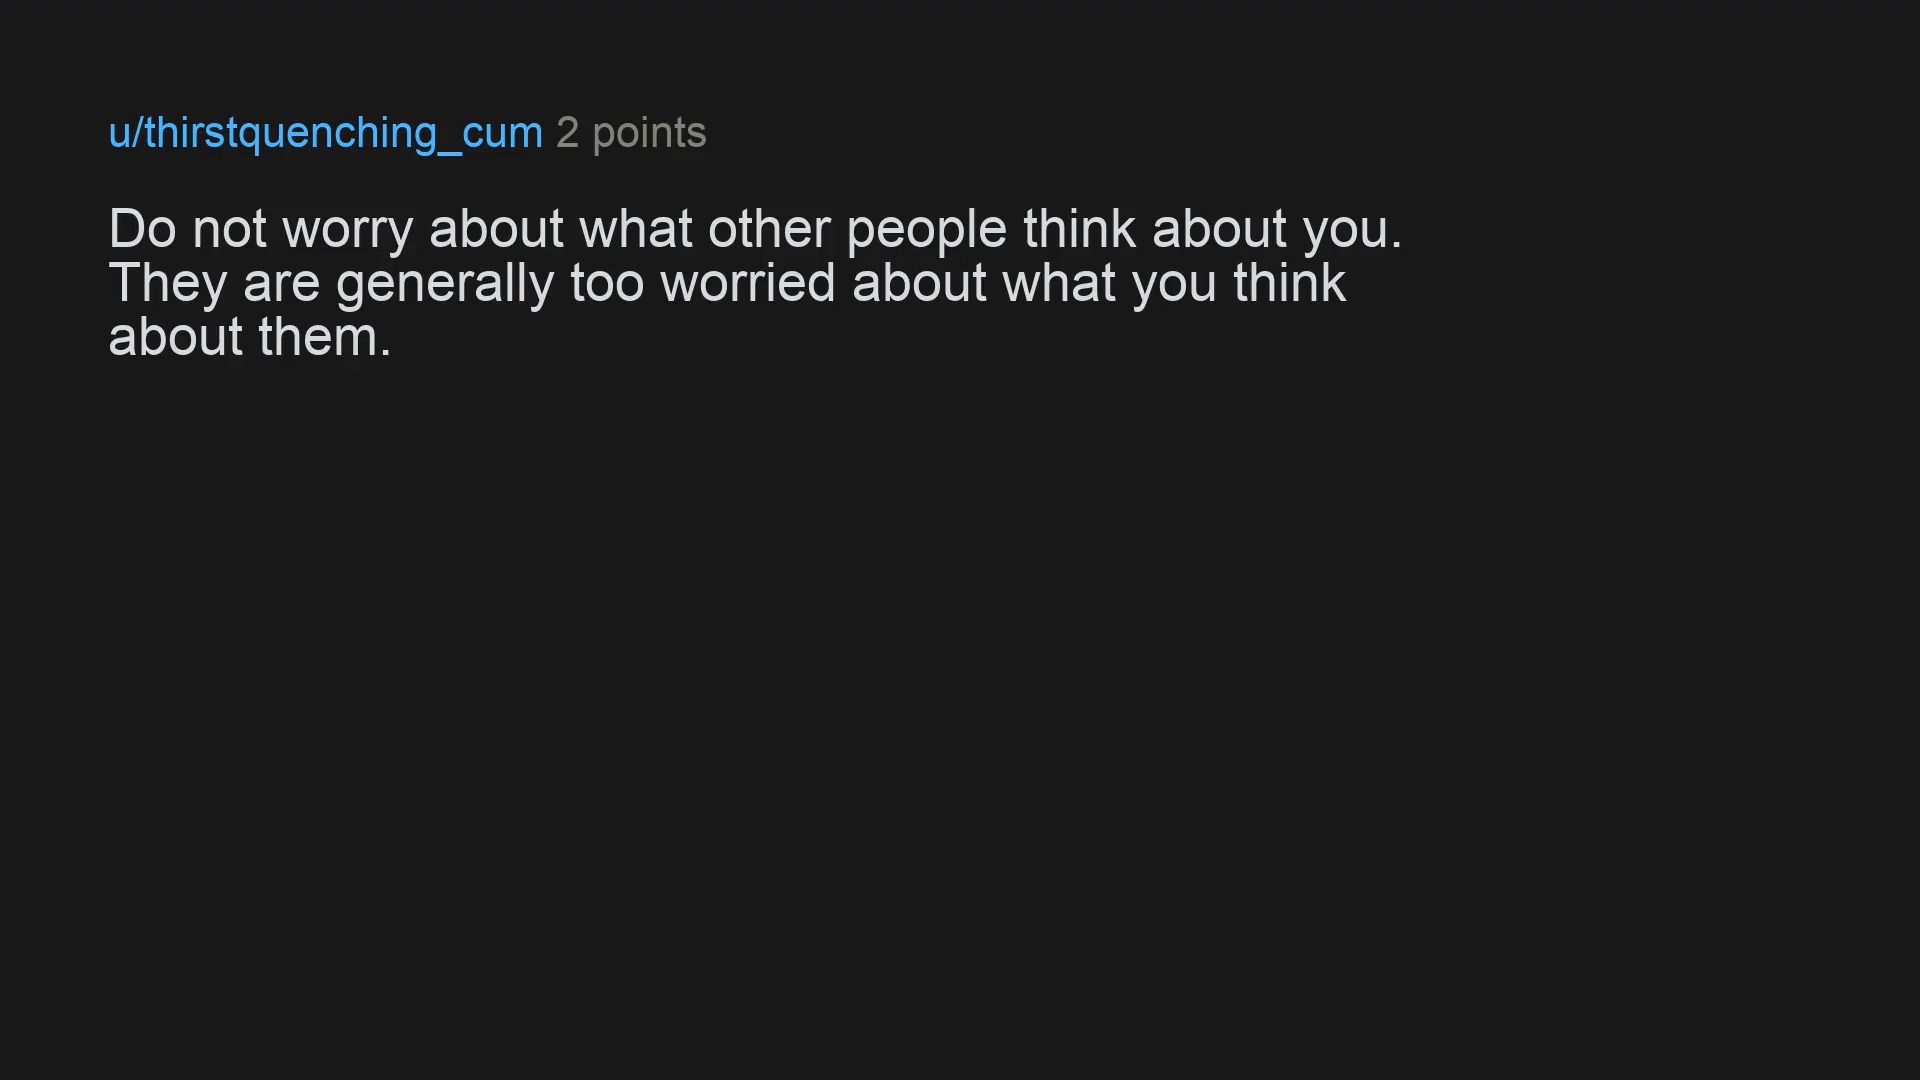 u/thirstquenching_cum 2 points
Do not worry about what other people think about you.
They are generally too worried about what you think
about them.